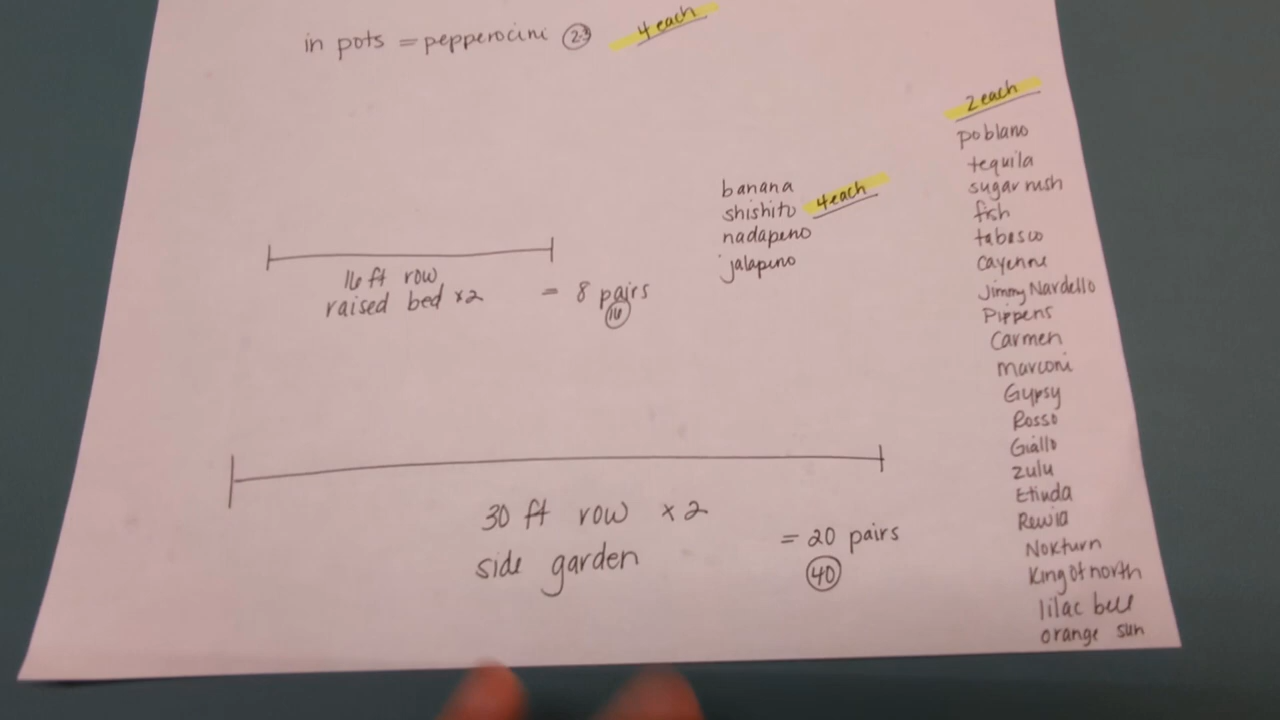 in pots = pepperocini 23 4 each
banana
shishito 4 each
nadapeno
jalapeno
16 ft row
raised bed x2 = 8 pairs
16
30 ft row x2
side garden
= 20 pairs
40
2 each
poblano
tequila
sugar rush
fish
tabasco
cayenne
Jimmy Nardello
Pippens
Carmen
marconi
Gypsy
Rosso
Giallo
zulu
Etiuda
Rewia
Nokturn
King Of north
lilac bell
orange sun